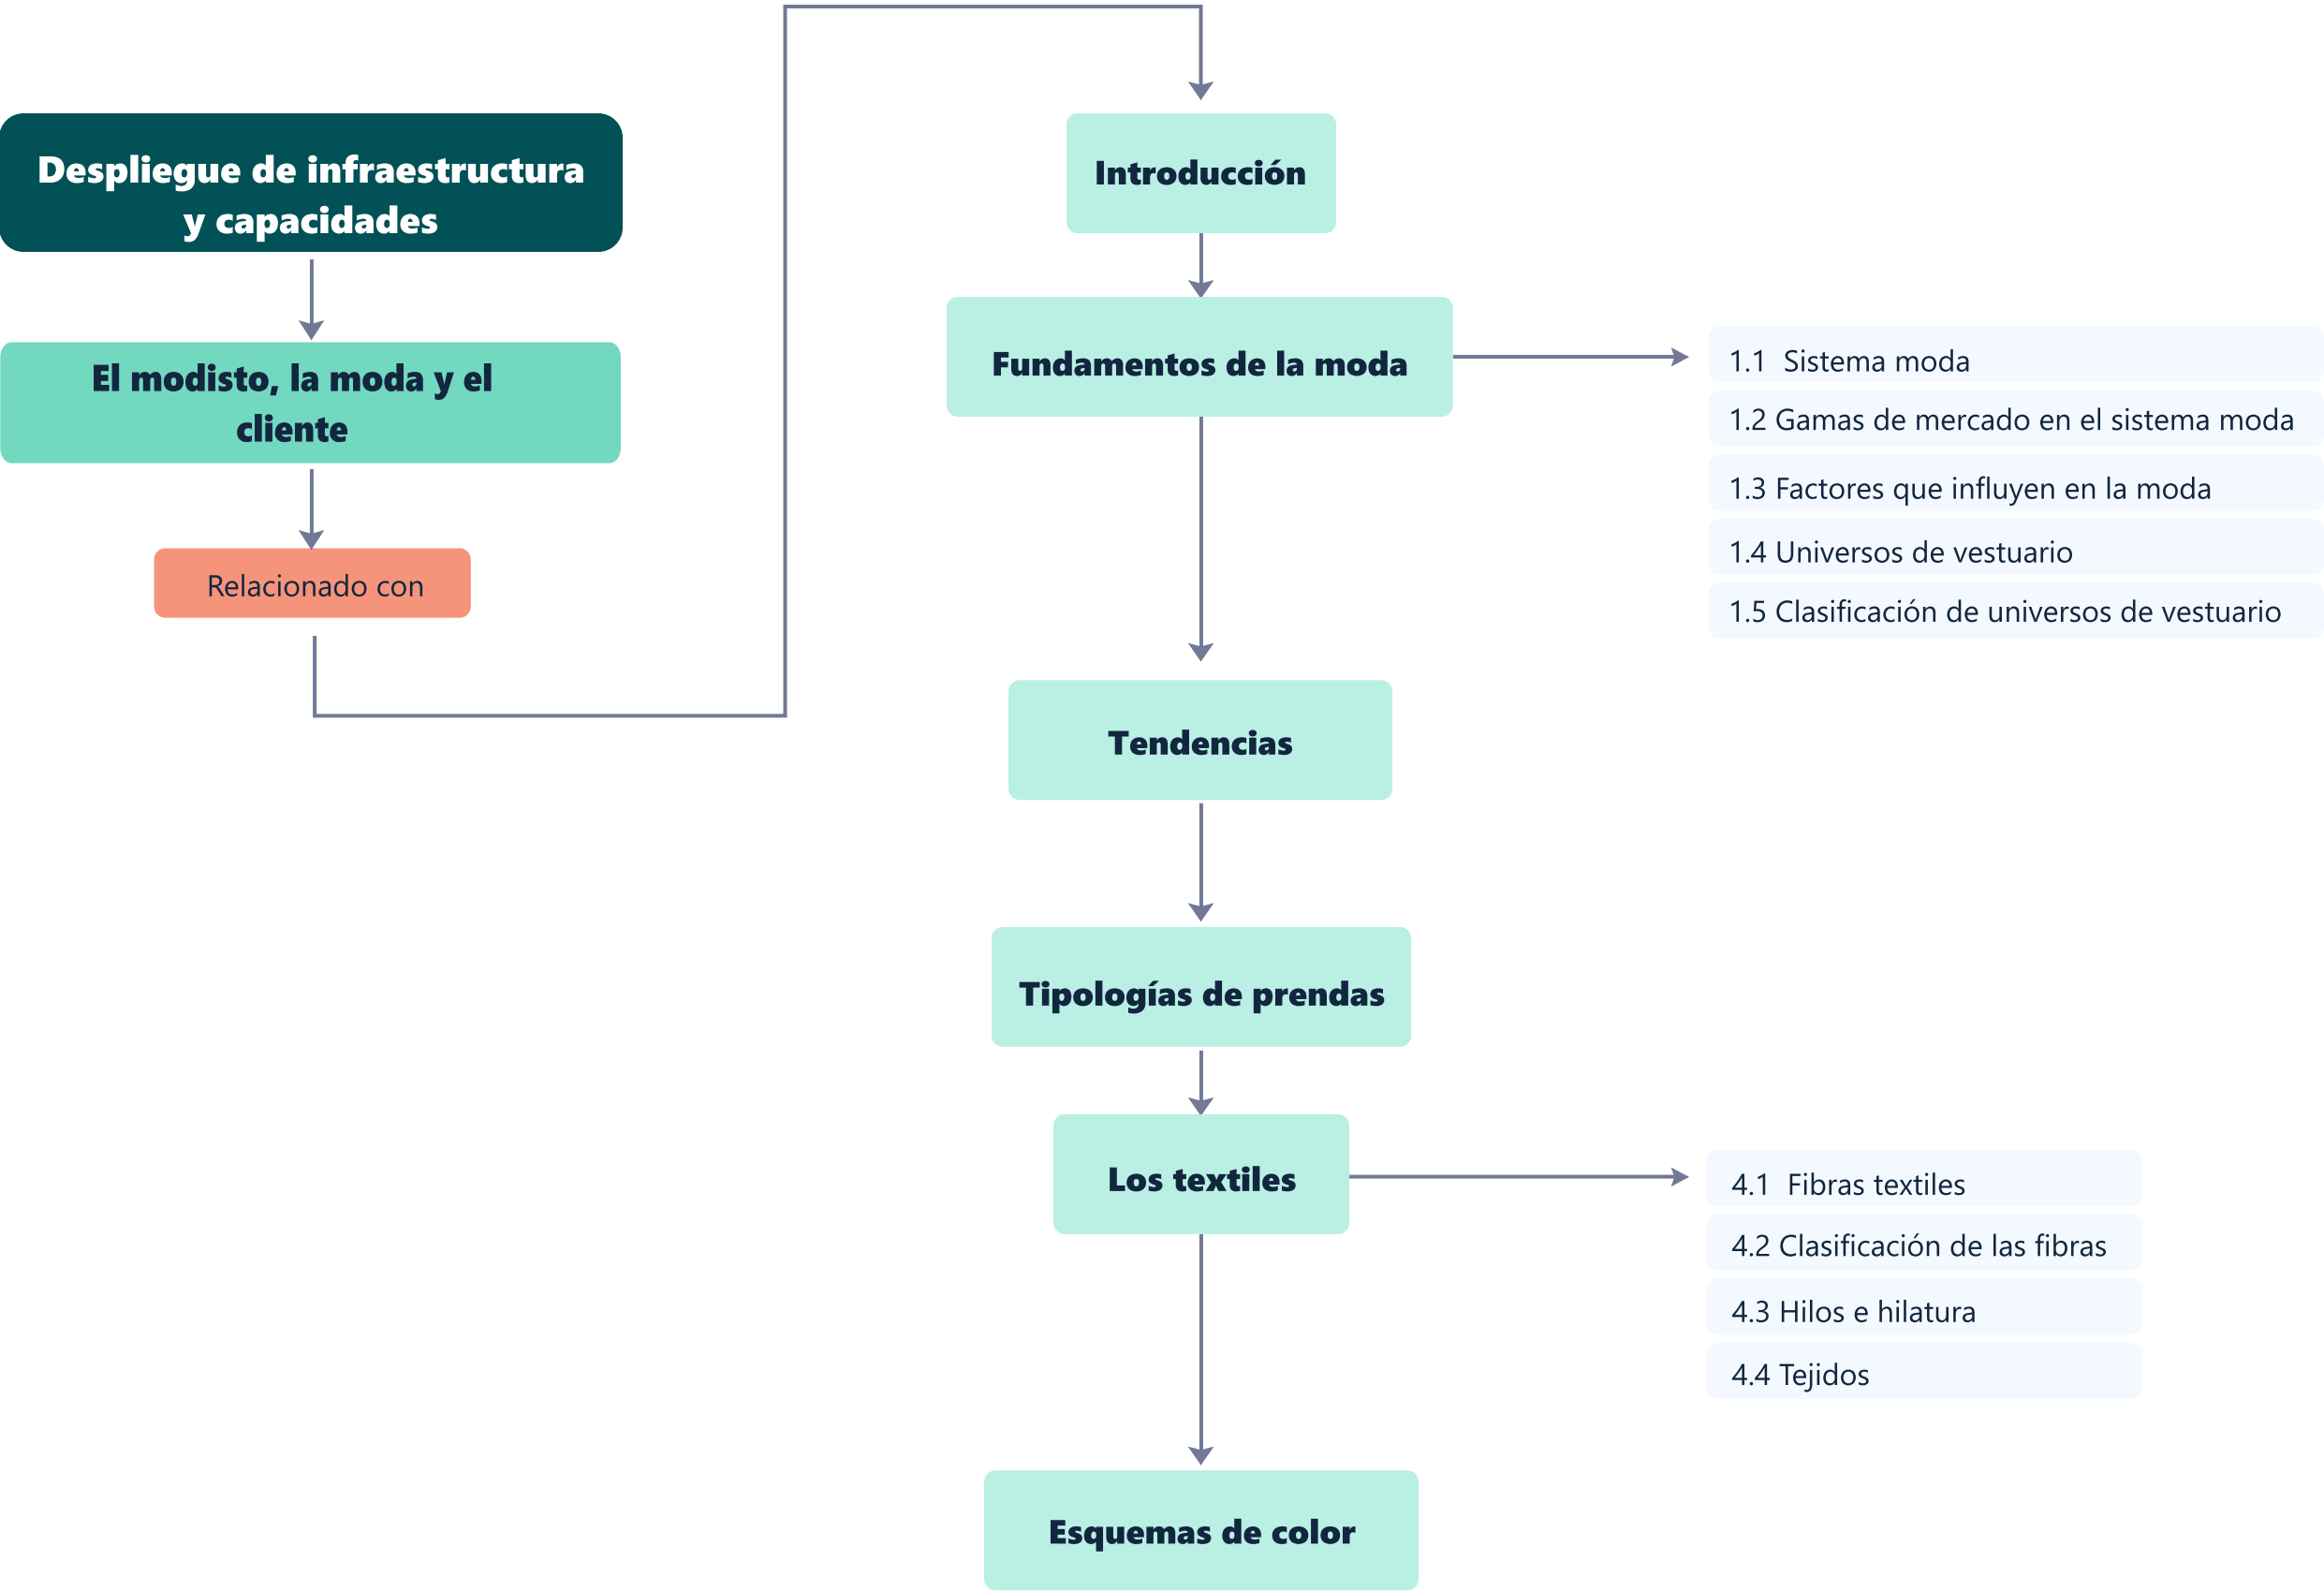 Despliegue de infraestructura
y capacidades
El modisto, la moda y el
cliente
Relacionado con
Introducción
Fundamentos de la moda
1.1 Sistema moda
1.2 Gamas de mercado en el sistema moda
1.3 Factores que influyen en la moda
1.4 Universos de vestuario
1.5 Clasificación de universos de vestuario
Tendencias
Tipologías de prendas
Los textiles
4.1 Fibras textiles
4.2 Clasificación de las fibras
4.3 Hilos e hilatura
4.4 Tejidos
Esquemas de color